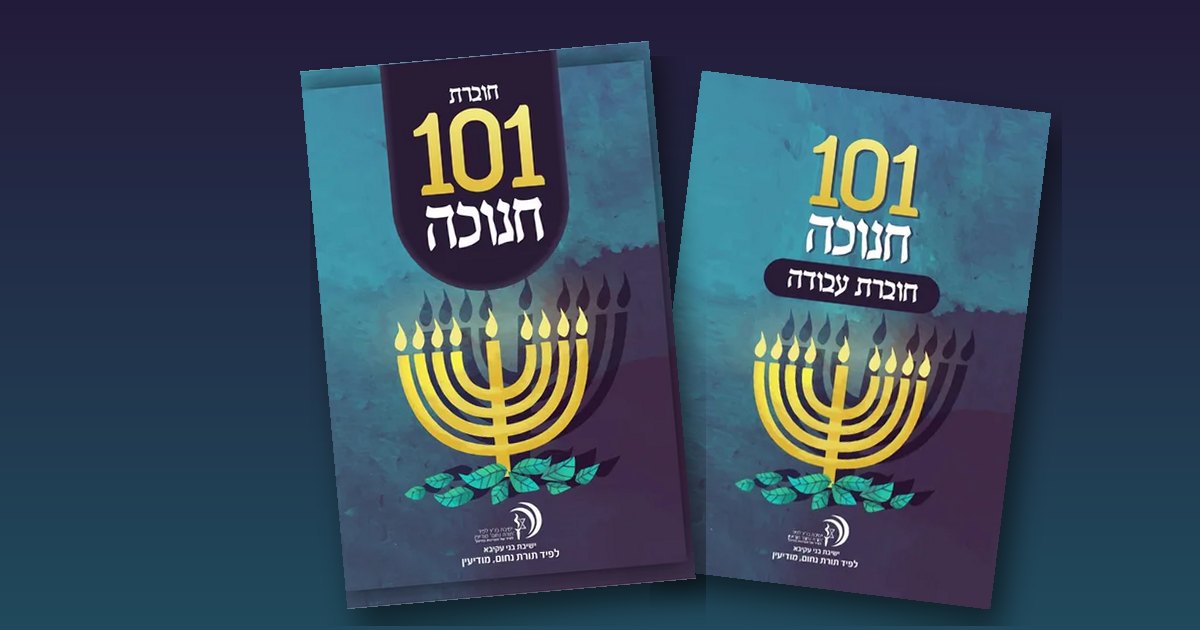 חוברת
101
חנוכה
ישיבת בני עקיבא
לפיד תורת נחום, מודיעין
101
חנוכה
חוברת עבודה
ישיבת בני עקיבא
לפיד תורת נחום, מודיעין